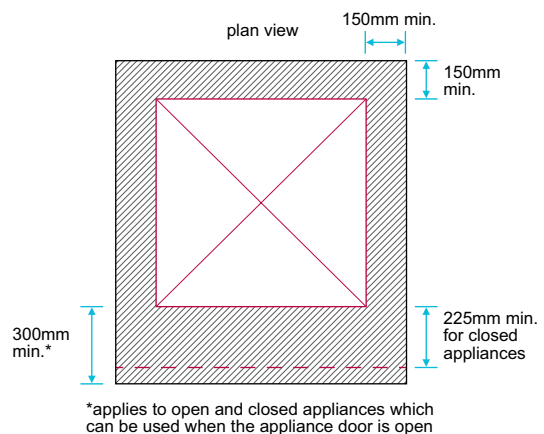 plan view
150mm min.
150mm
min.
300mm
min.*
225mm min.
for closed
appliances
*applies to open and closed appliances which
can be used when the appliance door is open